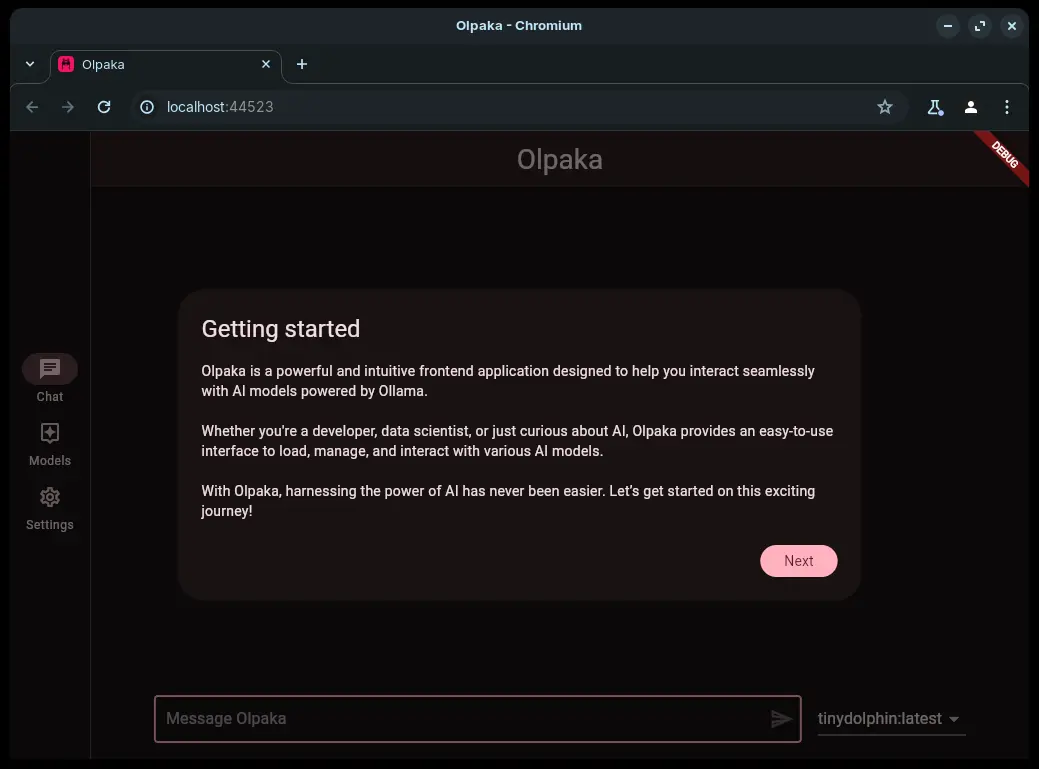 Olpaka - Chromium
Olpaka
localhost:44523
Olpaka
DEBUG
Getting started
Olpaka is a powerful and intuitive frontend application designed to help you interact seamlessly
with AI models powered by Ollama.
Whether you're a developer, data scientist, or just curious about AI, Olpaka provides an easy-to-use
interface to load, manage, and interact with various AI models.
With Olpaka, harnessing the power of AI has never been easier. Let's get started on this exciting
journey!
Next
Chat
Models
Settings
Message Olpaka
tinydolphin:latest